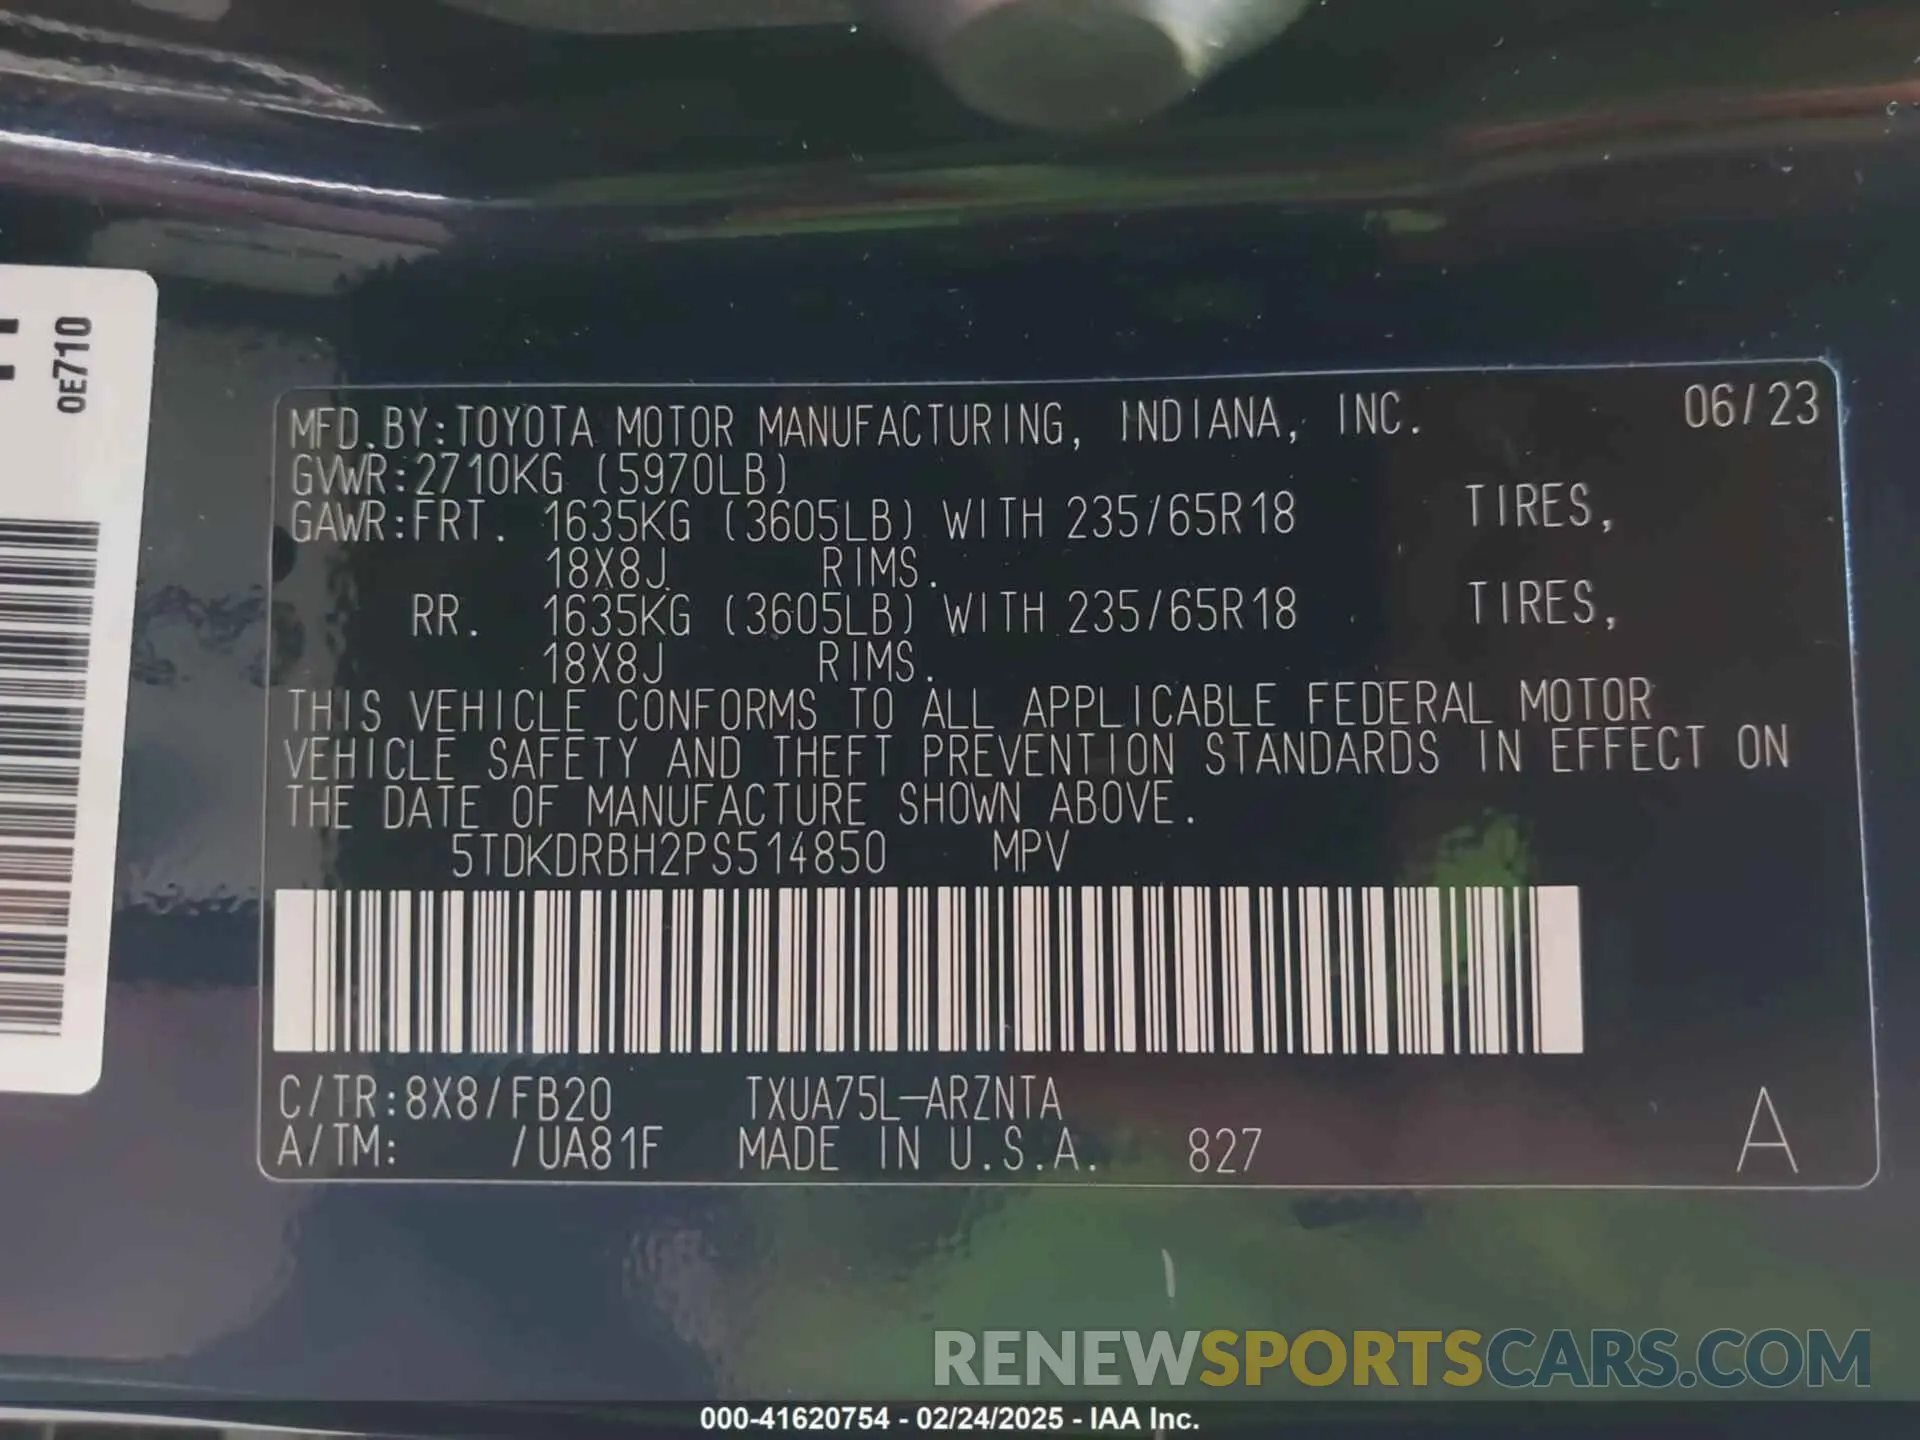 0E710
MFD.BY:TOYOTA MOTOR MANUFACTURING, INDIANA, INC. 06/23
GVWR:2710KG (5970LB)
GAWR:FRT. 1635KG (3605LB) WITH 235/65R18 TIRES,
18X8J RIMS.
RR. 1635KG (3605LB) WITH 235/65R18 TIRES,
18X8J RIMS.
THIS VEHICLE CONFORMS TO ALL APPLICABLE FEDERAL MOTOR
VEHICLE SAFETY AND THEFT PREVENTION STANDARDS IN EFFECT ON
THE DATE OF MANUFACTURE SHOWN ABOVE.
5TDKDRBH2PS514850 MPV
C/TR:8X8/FB20 TXUA75L-ARZNTA
A/TM: /UA81F MADE IN U.S.A. 827 A
RENEWSPORTSCARS.COM
000-41620754 - 02/24/2025 - IAA Inc.